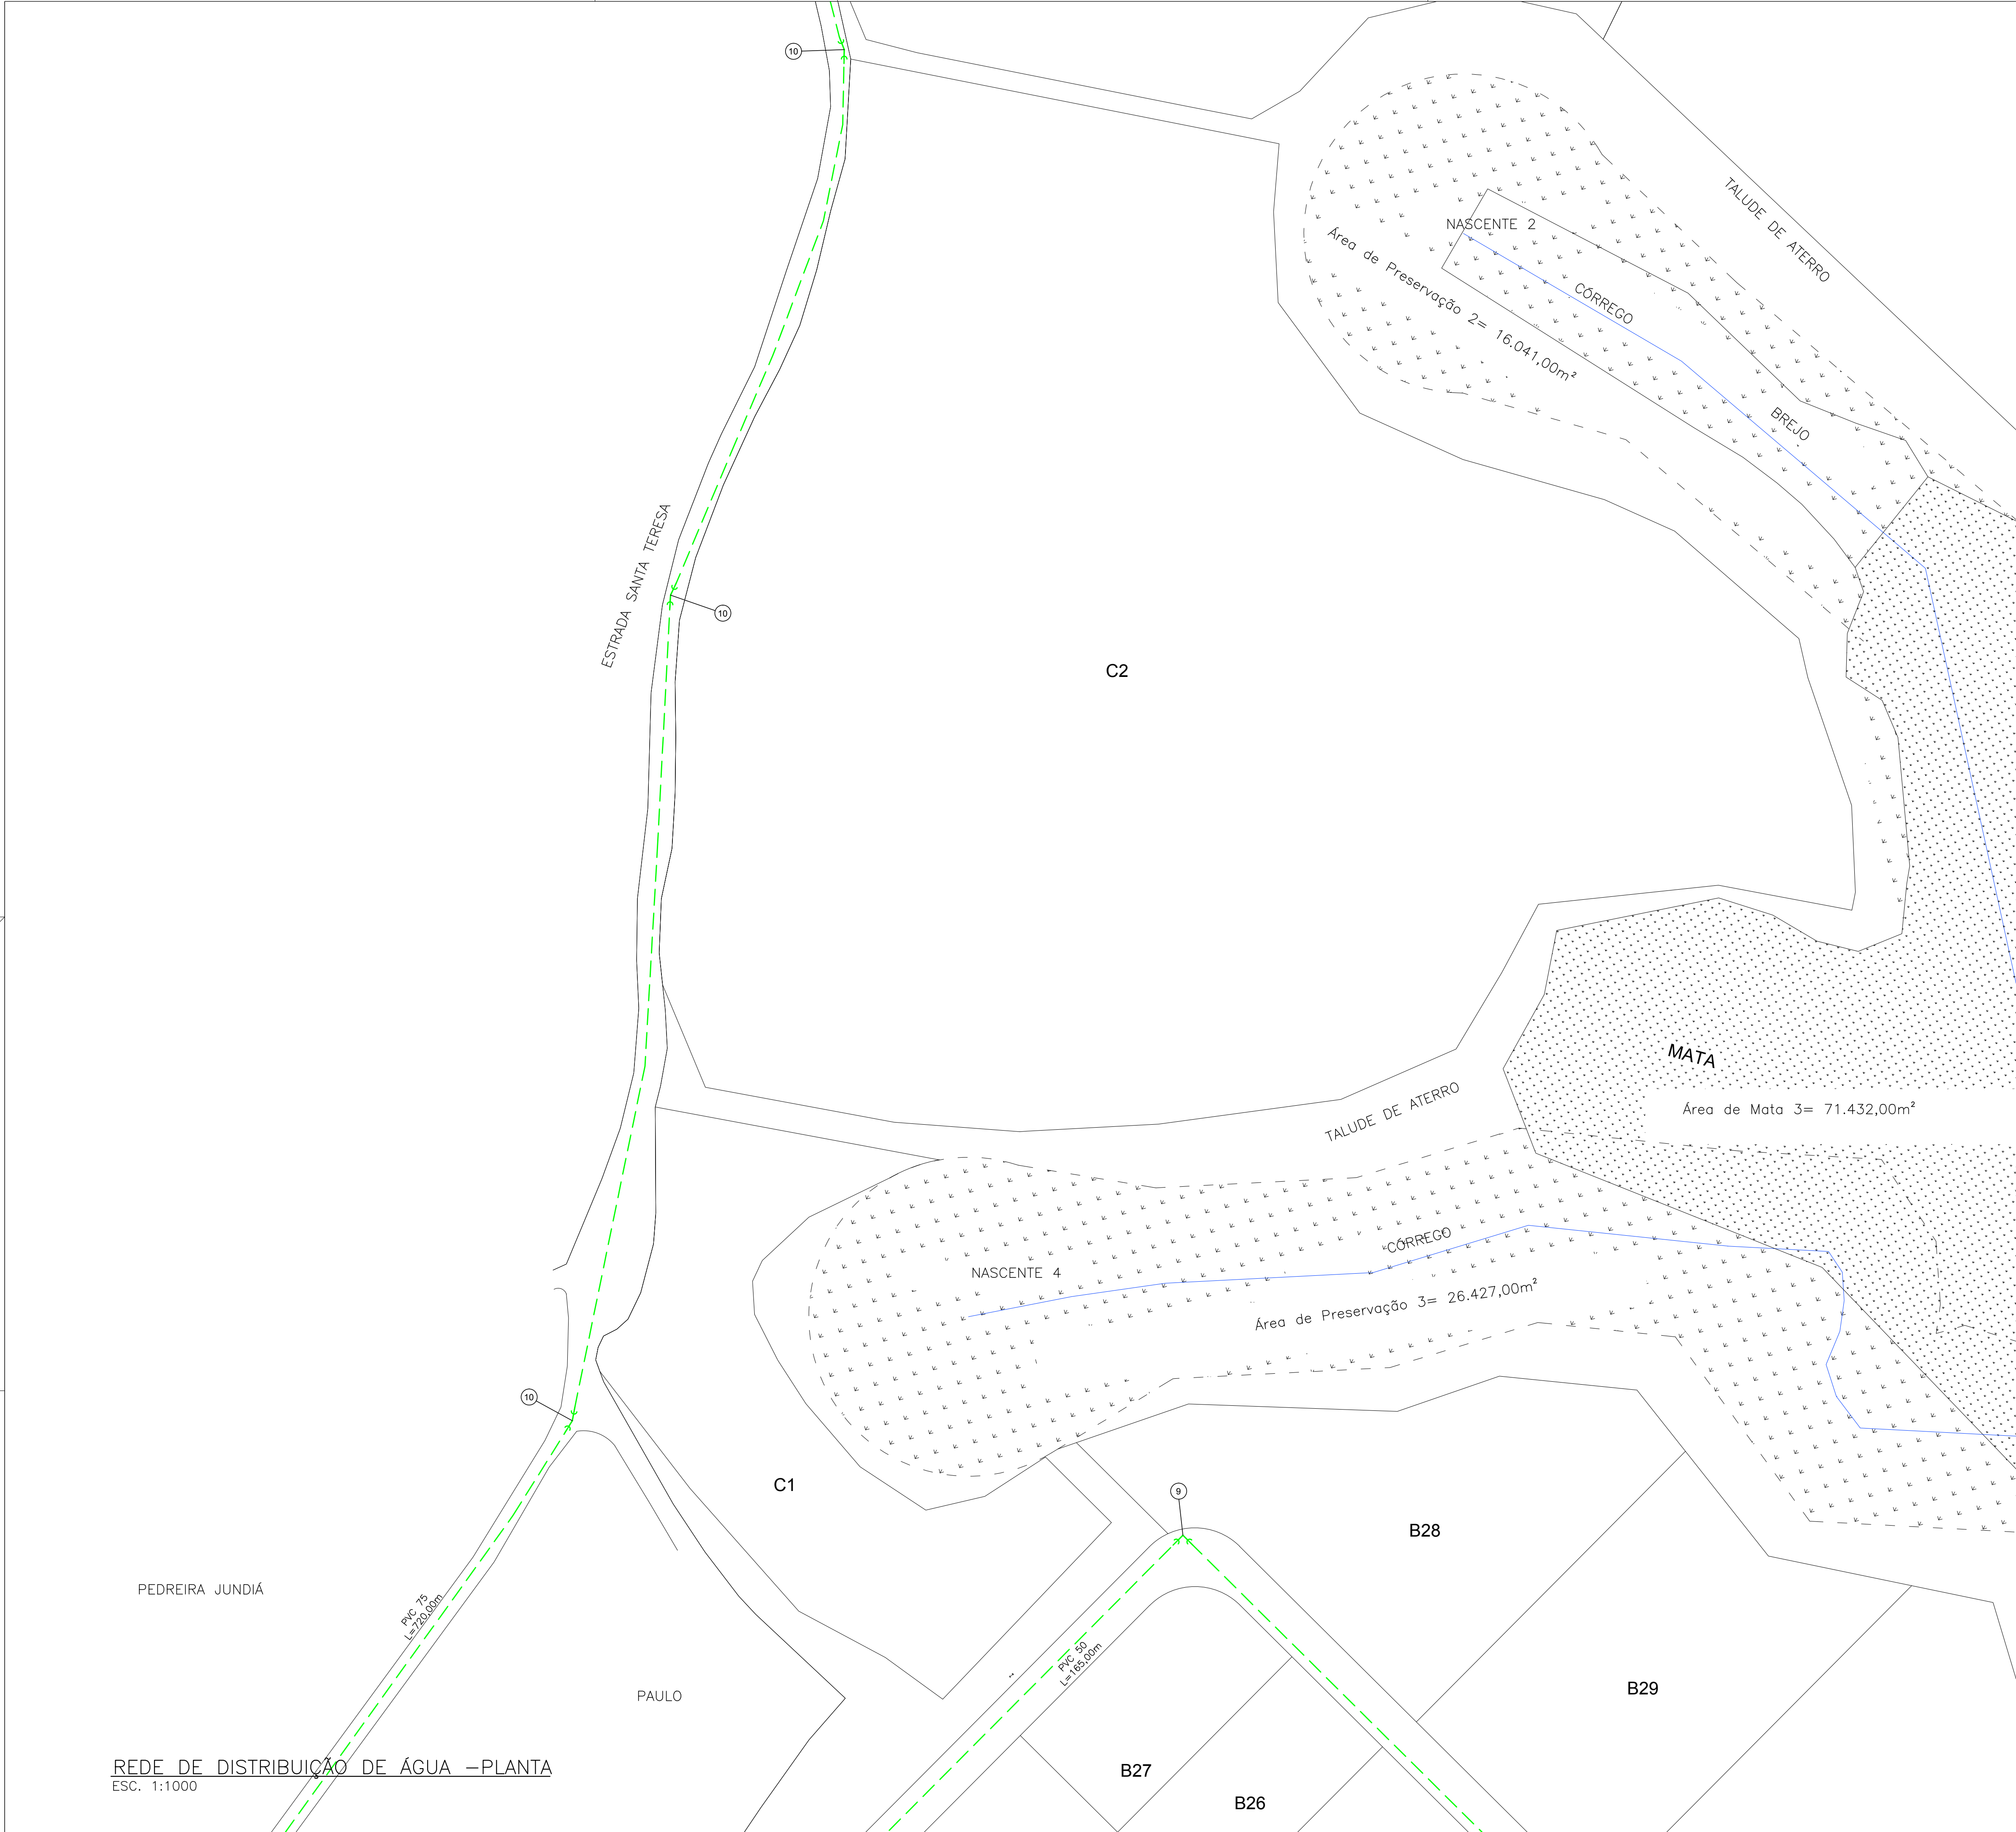 10
TALUDE DE ATERRO
NASCENTE 2
Área de Preservação 2= 16.041,00m²
CÓRREGO
BREJO
ESTRADA SANTA TERESA
10
C2
MATA
Área de Mata 3= 71.432,00m²
TALUDE DE ATERRO
CÓRREGO
NASCENTE 4
Área de Preservação 3= 26.427,00m²
10
C1
9
B28
PEDREIRA JUNDIÁ
PVC 75
L=720,00m
PVC 50
L=165,00m
B29
PAULO
REDE DE DISTRIBUIÇÃO DE ÁGUA -PLANTA
ESC. 1:1000
B27
B26